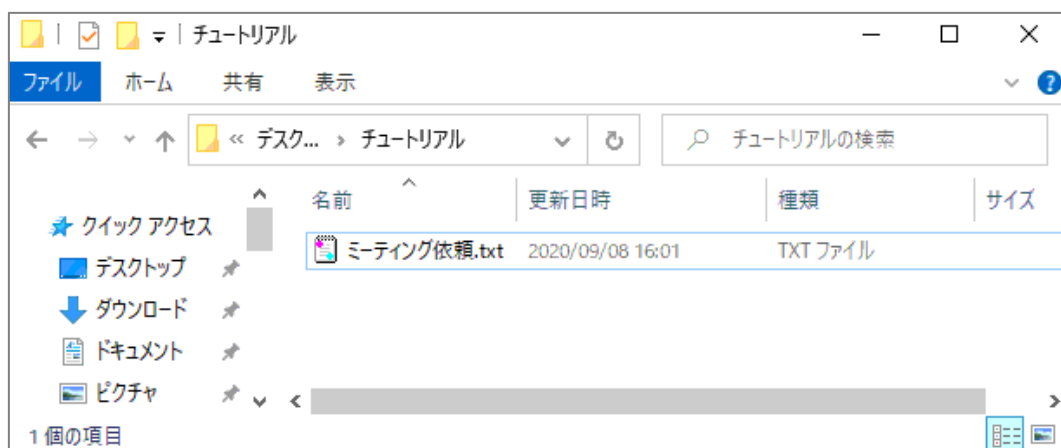 チュートリアル
ファイル ホーム 共有 表示
« デスク... › チュートリアル チュートリアルの検索
名前 更新日時 種類 サイズ
クイック アクセス
ミーティング依頼.txt 2020/09/08 16:01 TXT ファイル
デスクトップ
ダウンロード
ドキュメント
ピクチャ
1 個の項目